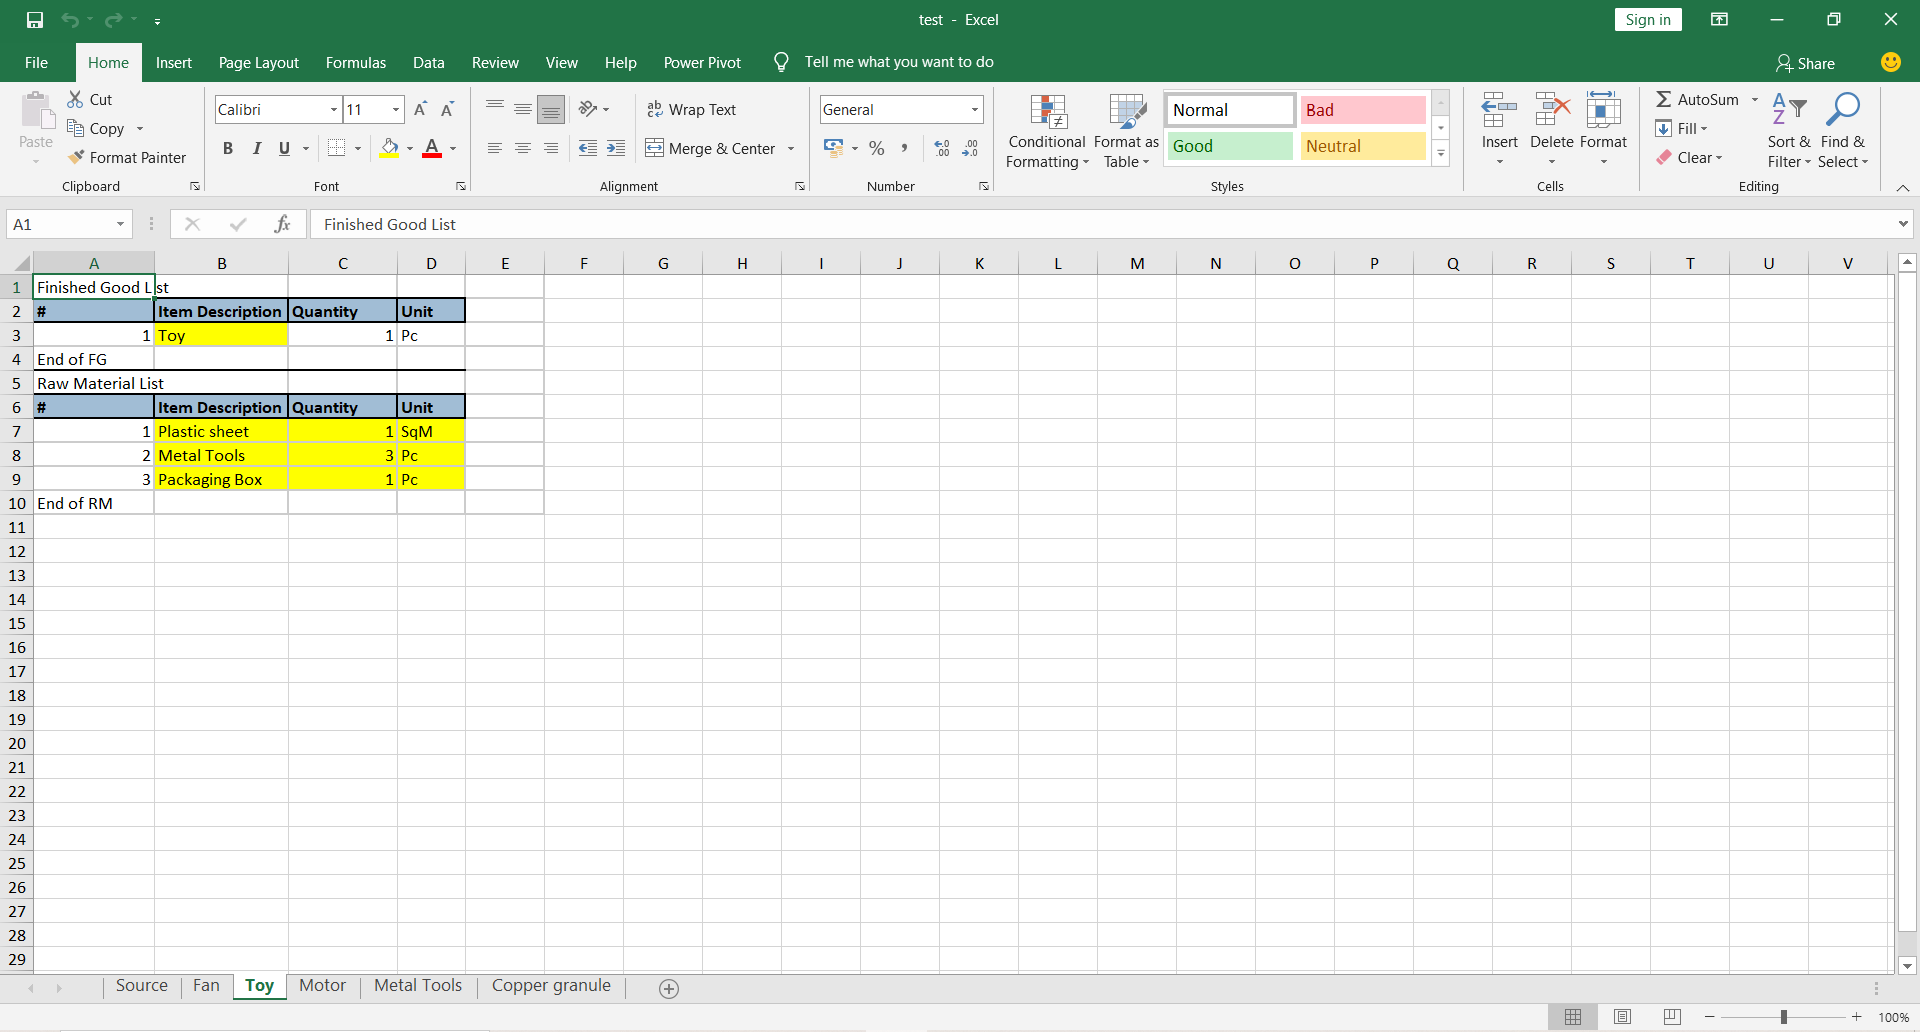 test - Excel
Sign in
File Home Insert Page Layout Formulas Data Review View Help Power Pivot Tell me what you want to do Share
Paste
Cut
Copy
Format Painter
Clipboard
Calibri 11
B I U
Font
Wrap Text
Merge & Center
Alignment
General
Number
Conditional Formatting
Format as Table
Normal Bad
Good Neutral
Styles
Insert Delete Format
Cells
AutoSum
Fill
Clear
Sort & Filter
Find & Select
Editing
A1 fx Finished Good List
A B C D E F G H I J K L M N O P Q R S T U V
1 Finished Good List
2 # Item Description Quantity Unit
3 1 Toy 1 Pc
4 End of FG
5 Raw Material List
6 # Item Description Quantity Unit
7 1 Plastic sheet 1 SqM
8 2 Metal Tools 3 Pc
9 3 Packaging Box 1 Pc
10 End of RM
11
12
13
14
15
16
17
18
19
20
21
22
23
24
25
26
27
28
29
Source Fan Toy Motor Metal Tools Copper granule
100%